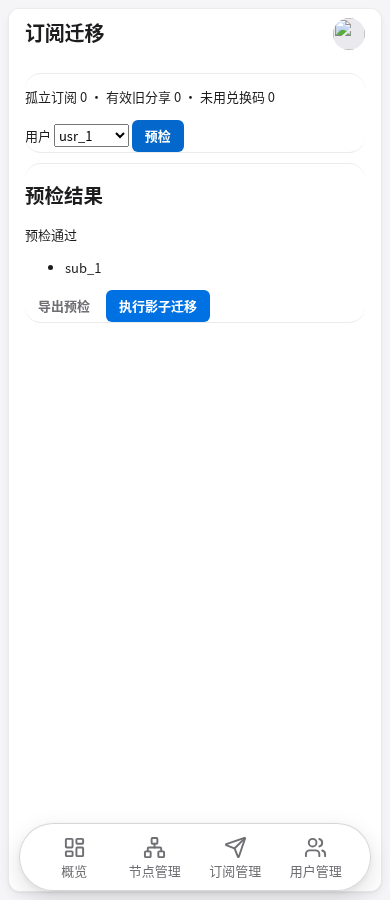 订阅迁移
孤立订阅 0 · 有效旧分享 0 · 未用兑换码 0
用户 usr_1 预检
预检结果
预检通过
• sub_1
导出预检 执行影子迁移
概览 节点管理 订阅管理 用户管理